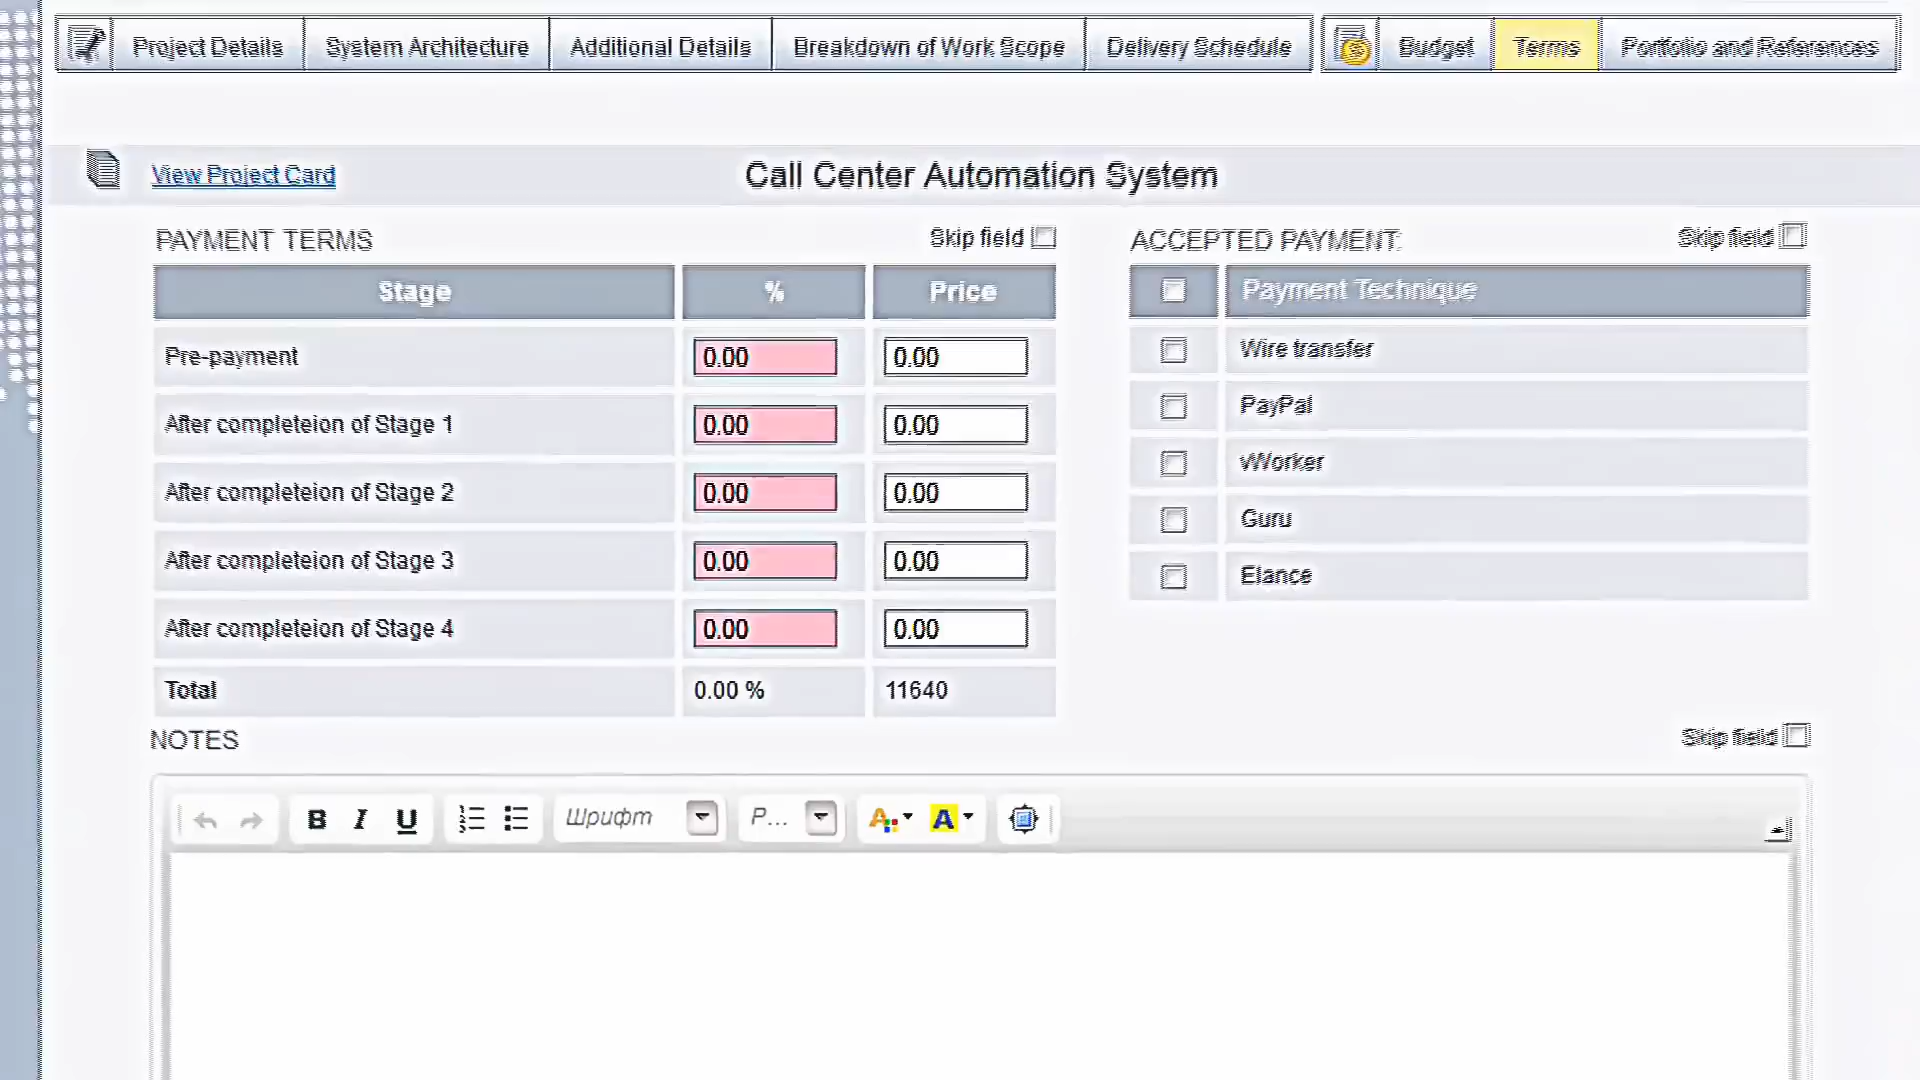 Project Details System Architecture Additional Details Breakdown of Work Scope Delivery Schedule Budget Terms Portfolio and References
View Project Card Call Center Automation System
PAYMENT TERMS Skip field
Stage % Price
Pre-payment 0.00 0.00
After completeion of Stage 1 0.00 0.00
After completeion of Stage 2 0.00 0.00
After completeion of Stage 3 0.00 0.00
After completeion of Stage 4 0.00 0.00
Total 0.00 % 11640
ACCEPTED PAYMENT: Skip field
Payment Technique
Wire transfer
PayPal
vWorker
Guru
Elance
NOTES Skip field
B I U Шрифт Р... A A